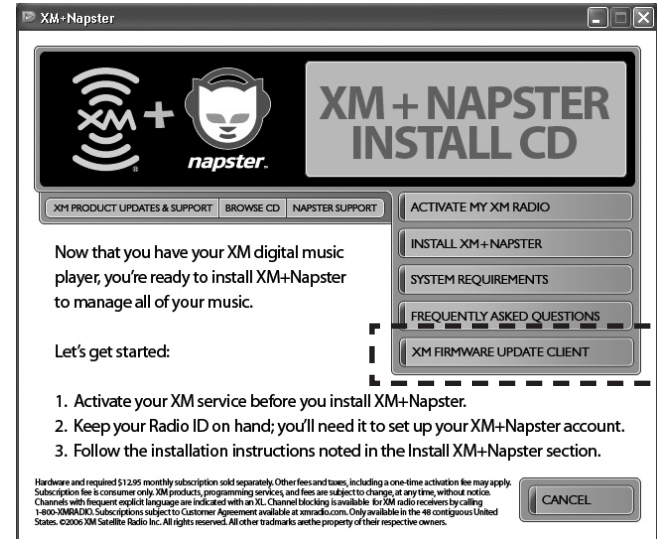 XM+Napster
XM
+
napster.
XM + NAPSTER
INSTALL CD
XM PRODUCT UPDATES & SUPPORT
BROWSE CD
NAPSTER SUPPORT
ACTIVATE MY XM RADIO
INSTALL XM+NAPSTER
SYSTEM REQUIREMENTS
FREQUENTLY ASKED QUESTIONS
XM FIRMWARE UPDATE CLIENT
Now that you have your XM digital music
player, you're ready to install XM+Napster
to manage all of your music.
Let's get started:
1. Activate your XM service before you install XM+Napster.
2. Keep your Radio ID on hand; you'll need it to set up your XM+Napster account.
3. Follow the installation instructions noted in the Install XM+Napster section.
Hardware and required $12.95 monthly subscription sold separately. Other fees and taxes, including a one-time activation fee may apply.
Subscription fee is consumer only. XM products, programming services, and fees are subject to change, at any time, without notice.
Channels with frequent explicit language are indicated with an XL. Channel blocking is available for XM radio receivers by calling
1-800-XMRADIO. Subscriptions subject to Customer Agreement available at xmradio.com. Only available in the 48 contiguous United
States. ©2006 XM Satellite Radio Inc. All rights reserved. All other tradmarks arethe property of their respective owners.
CANCEL